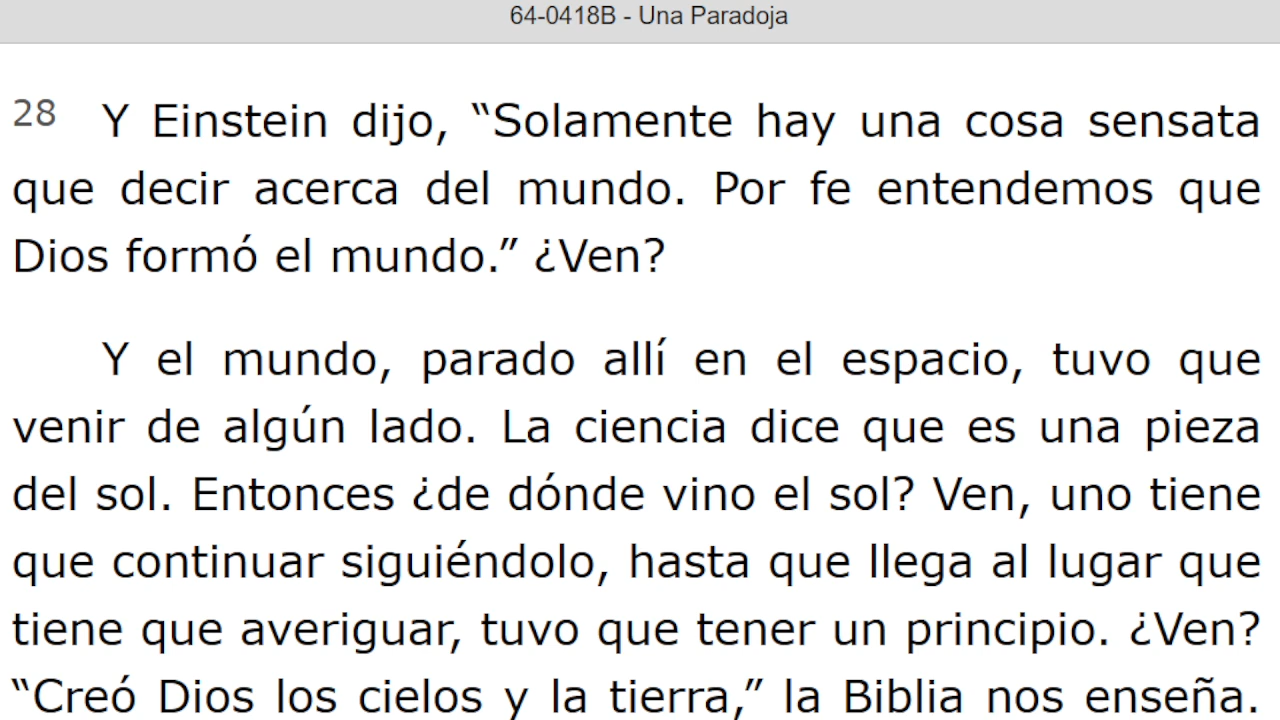 64-0418B - Una Paradoja
28 Y Einstein dijo, “Solamente hay una cosa sensata
que decir acerca del mundo. Por fe entendemos que
Dios formó el mundo.” ¿Ven?
Y el mundo, parado allí en el espacio, tuvo que
venir de algún lado. La ciencia dice que es una pieza
del sol. Entonces ¿de dónde vino el sol? Ven, uno tiene
que continuar siguiéndolo, hasta que llega al lugar que
tiene que averiguar, tuvo que tener un principio. ¿Ven?
“Creó Dios los cielos y la tierra,” la Biblia nos enseña.